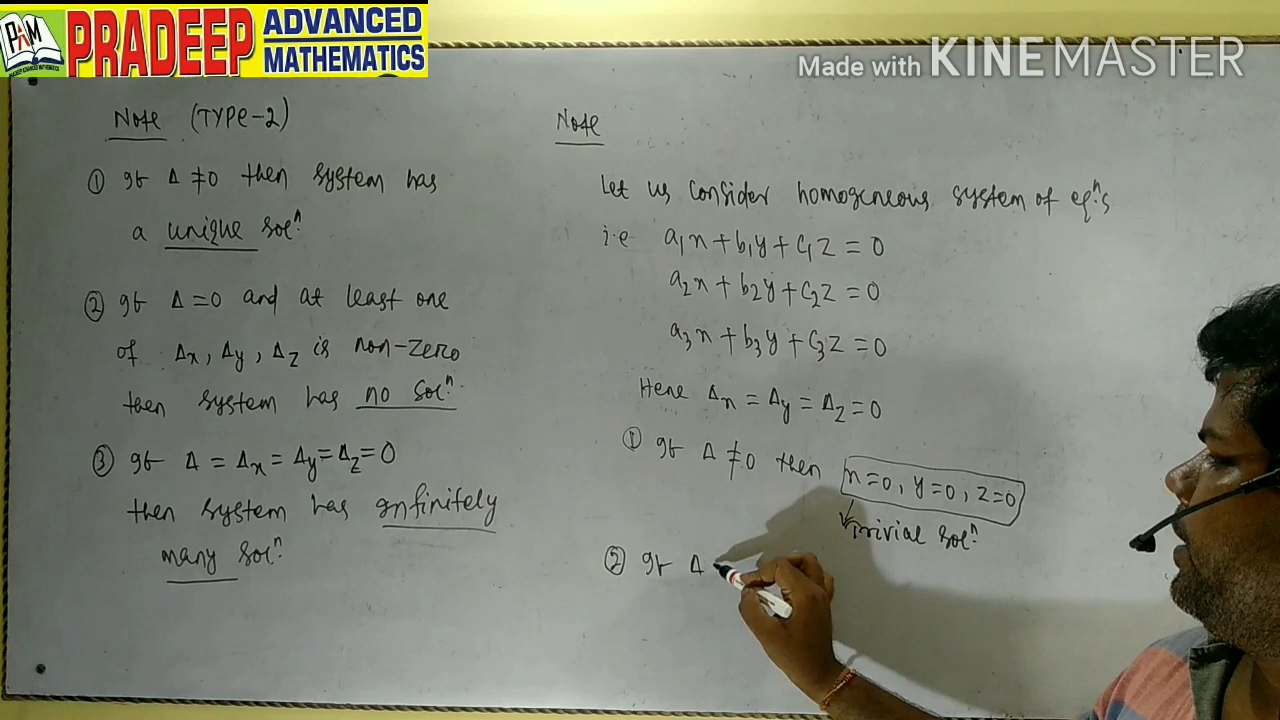 PRADEEP ADVANCED MATHEMATICS
Made with KINEMASTER
Note (TYPE-2)
① If Δ ≠ 0 then system has
a unique solⁿ.
② If Δ = 0 and at least one
of Δx, Δy, Δz is non-zero
then system has no solⁿ.
③ If Δ = Δx = Δy = Δz = 0
then system has Infinitely
many solⁿ.
Note
Let us consider homogeneous system of eqⁿ.s
i.e a₁x + b₁y + c₁z = 0
a₂x + b₂y + c₂z = 0
a₃x + b₃y + c₃z = 0
Here Δx = Δy = Δz = 0
① If Δ ≠ 0 then x = 0, y = 0, z = 0
Trivial solⁿ.
② If Δ